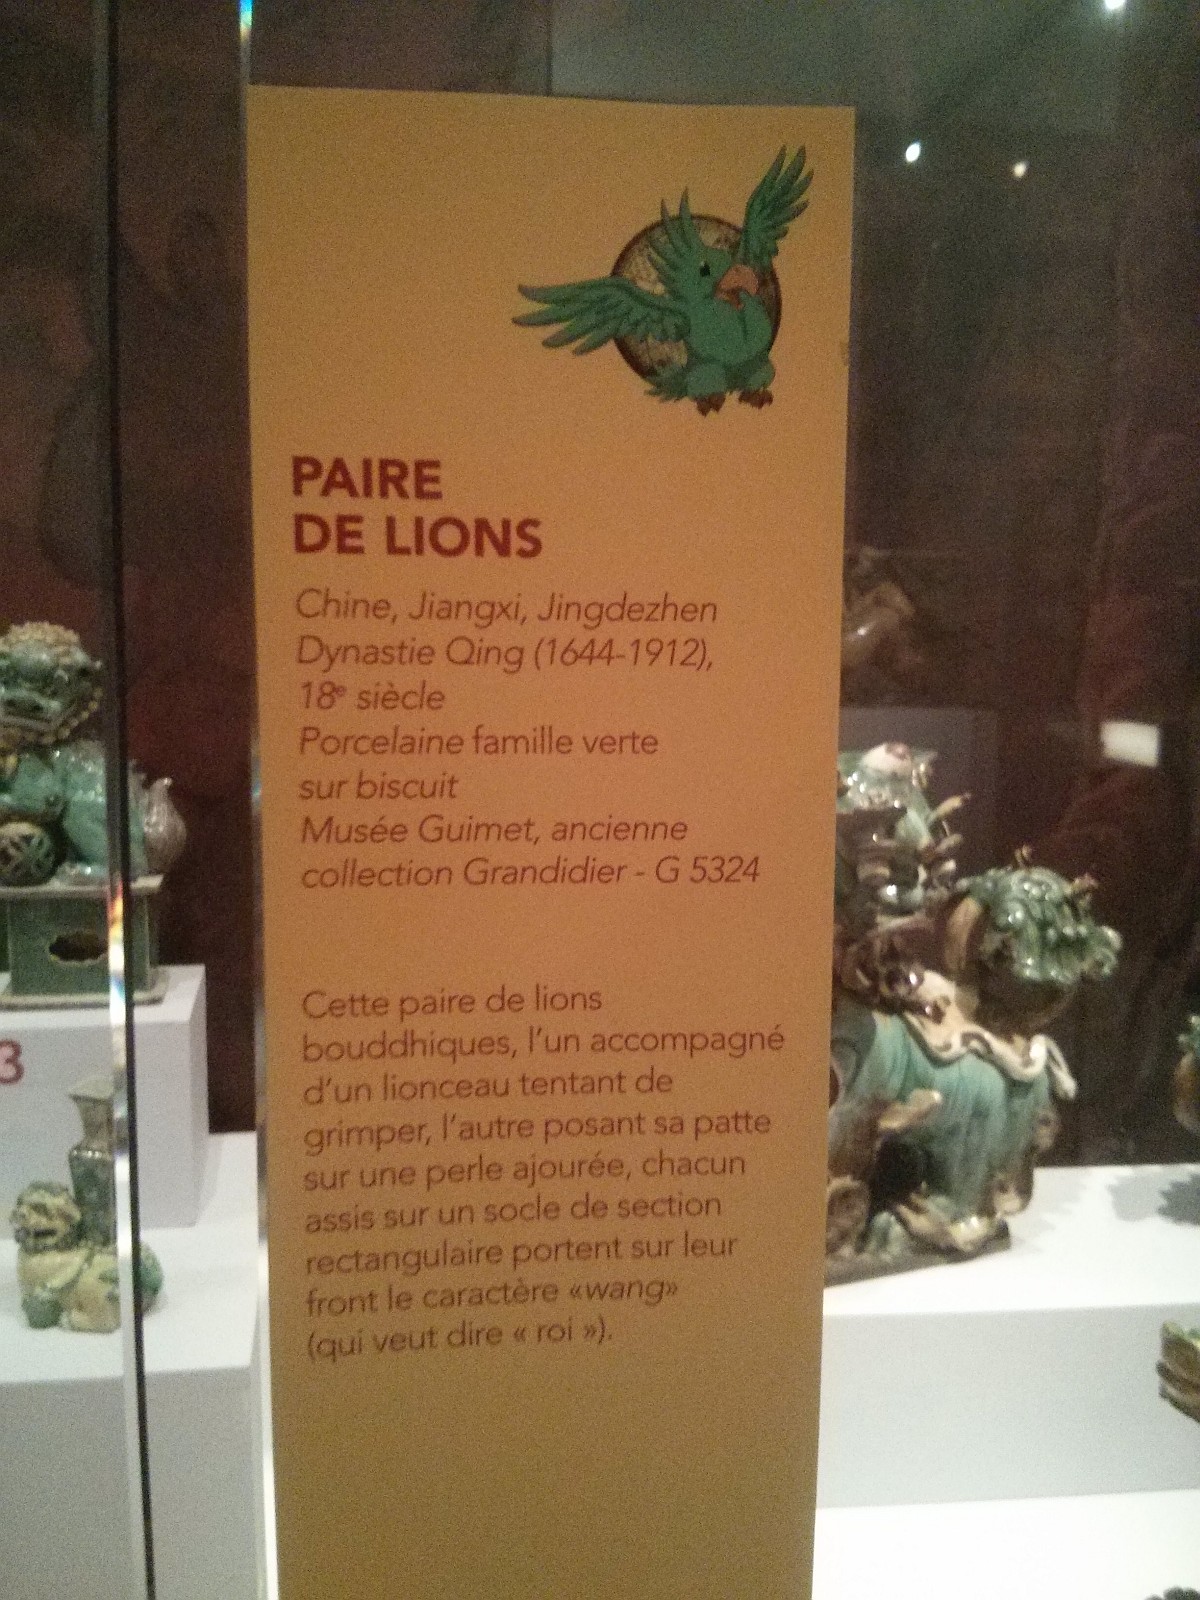 PAIRE
DE LIONS
Chine, Jiangxi, Jingdezhen
Dynastie Qing (1644-1912),
18e siècle
Porcelaine famille verte
sur biscuit
Musée Guimet, ancienne
collection Grandidier - G 5324
Cette paire de lions
bouddhiques, l'un accompagné
d'un lionceau tentant de
grimper, l'autre posant sa patte
sur une perle ajourée, chacun
assis sur un socle de section
rectangulaire portent sur leur
front le caractère «wang»
(qui veut dire « roi »).
3